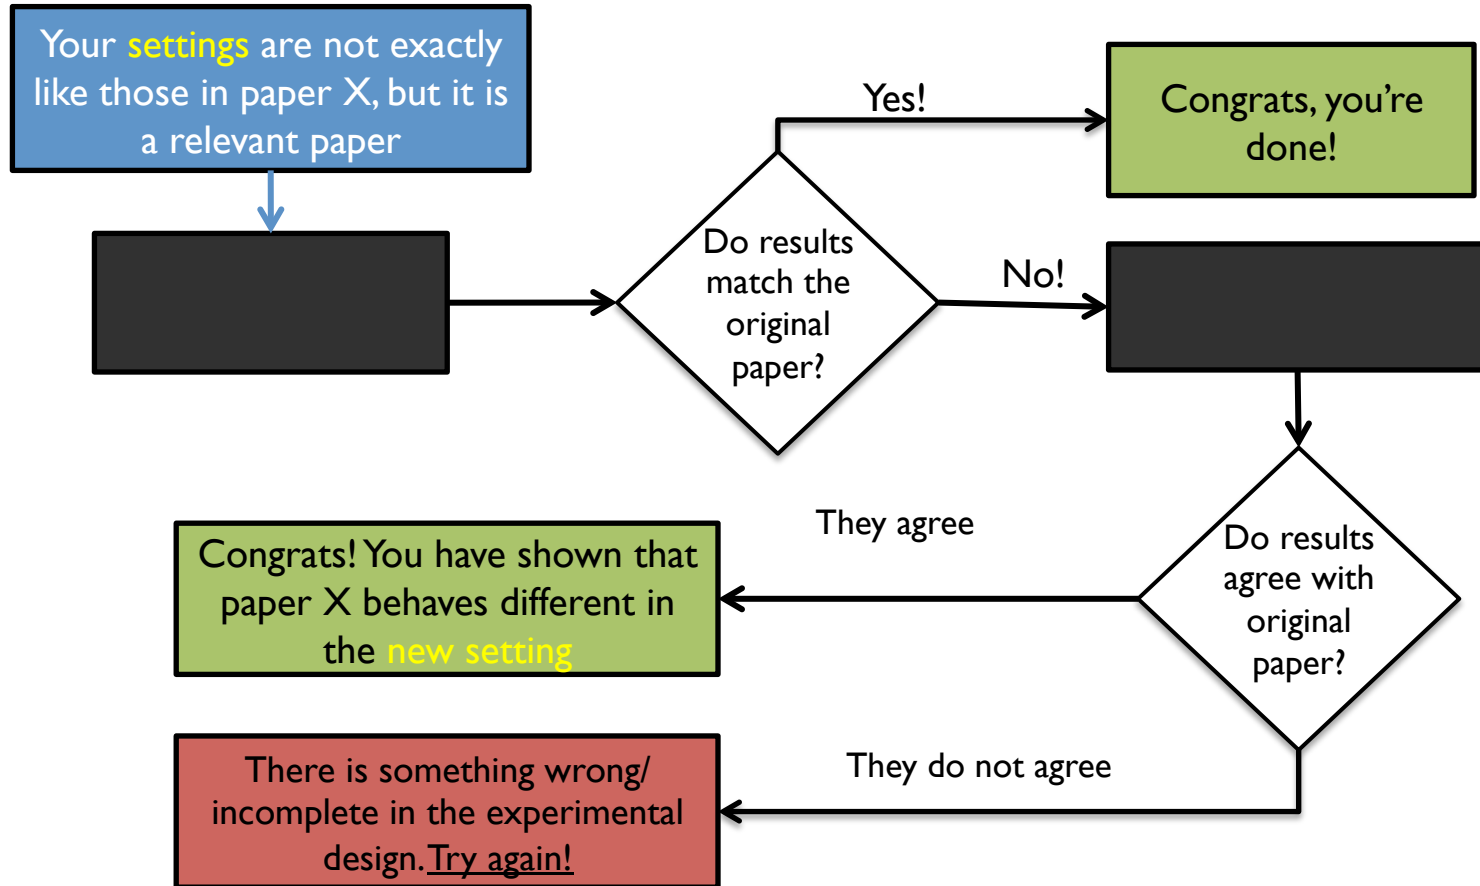 Your settings are not exactly
like those in paper X, but it is
a relevant paper
Yes!
Congrats, you're
done!
Do results
match the
original
paper?
No!
Do results
agree with
original
paper?
They agree
Congrats! You have shown that
paper X behaves different in
the new setting
They do not agree
There is something wrong/
incomplete in the experimental
design. Try again!